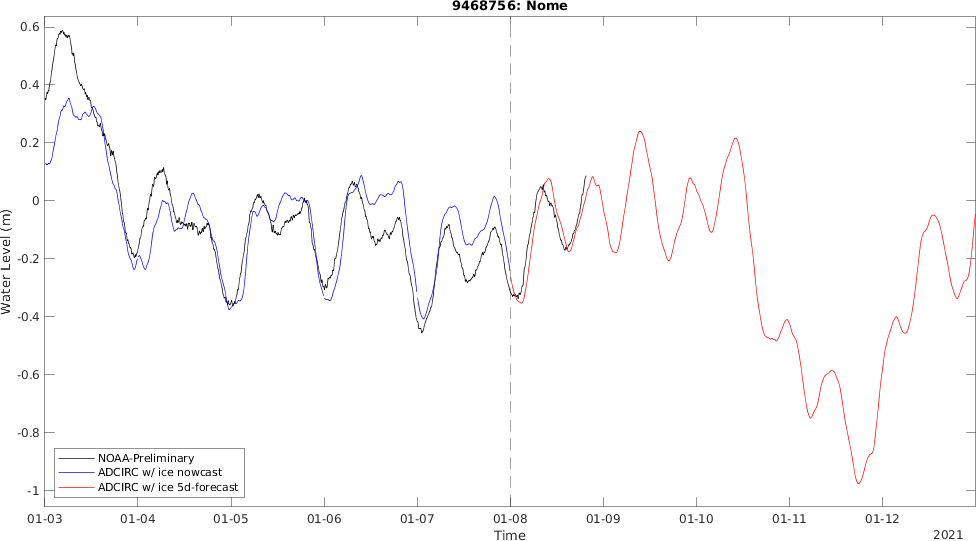 9468756: Nome
0.6
0.4
0.2
0
-0.2
-0.4
-0.6
-0.8
-1
Water Level (m)
NOAA-Preliminary
ADCIRC w/ ice nowcast
ADCIRC w/ ice 5d-forecast
01-03 01-04 01-05 01-06 01-07 01-08 01-09 01-10 01-11 01-12
Time
2021